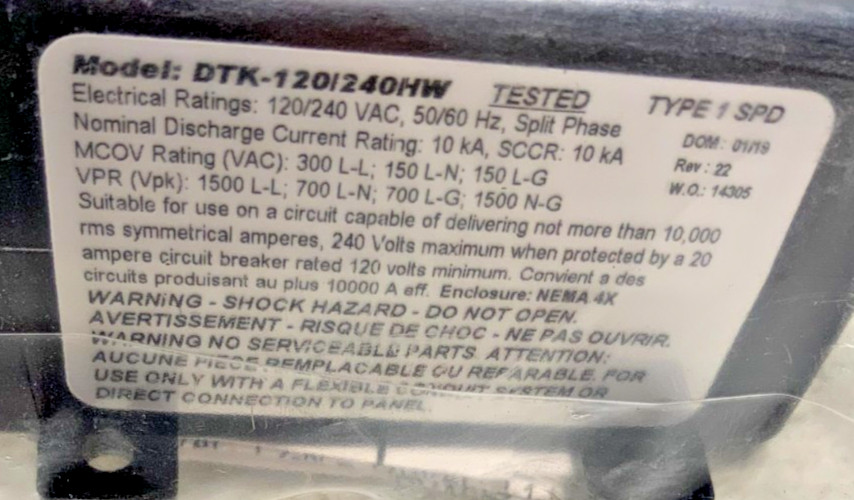 Model: DTK-120/240HW TESTED TYPE 1 SPD
Electrical Ratings: 120/240 VAC, 50/60 Hz, Split Phase
DOM: 01/19
Nominal Discharge Current Rating: 10 kA, SCCR: 10 kA
Rev: 22
MCOV Rating (VAC): 300 L-L; 150 L-N; 150 L-G
W.O.: 14305
VPR (Vpk): 1500 L-L; 700 L-N; 700 L-G; 1500 N-G
Suitable for use on a circuit capable of delivering not more than 10,000
rms symmetrical amperes, 240 Volts maximum when protected by a 20
ampere circuit breaker rated 120 volts minimum. Convient a des
circuits produisant au plus 10000 A eff. Enclosure: NEMA 4X
WARNING - SHOCK HAZARD - DO NOT OPEN.
AVERTISSEMENT - RISQUE DE CHOC - NE PAS OUVRIR.
WARNING NO SERVICEABLE PARTS. ATTENTION:
AUCUNE PIECE REMPLACABLE OU REPARABLE. FOR
USE ONLY WITH A FLEXIBLE CONDUIT SYSTEM OR
DIRECT CONNECTION TO PANEL.